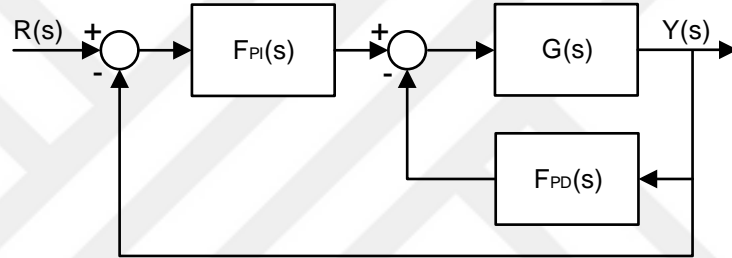 R(s)
+
-
FPI(s)
+
-
G(s)
Y(s)
FPD(s)